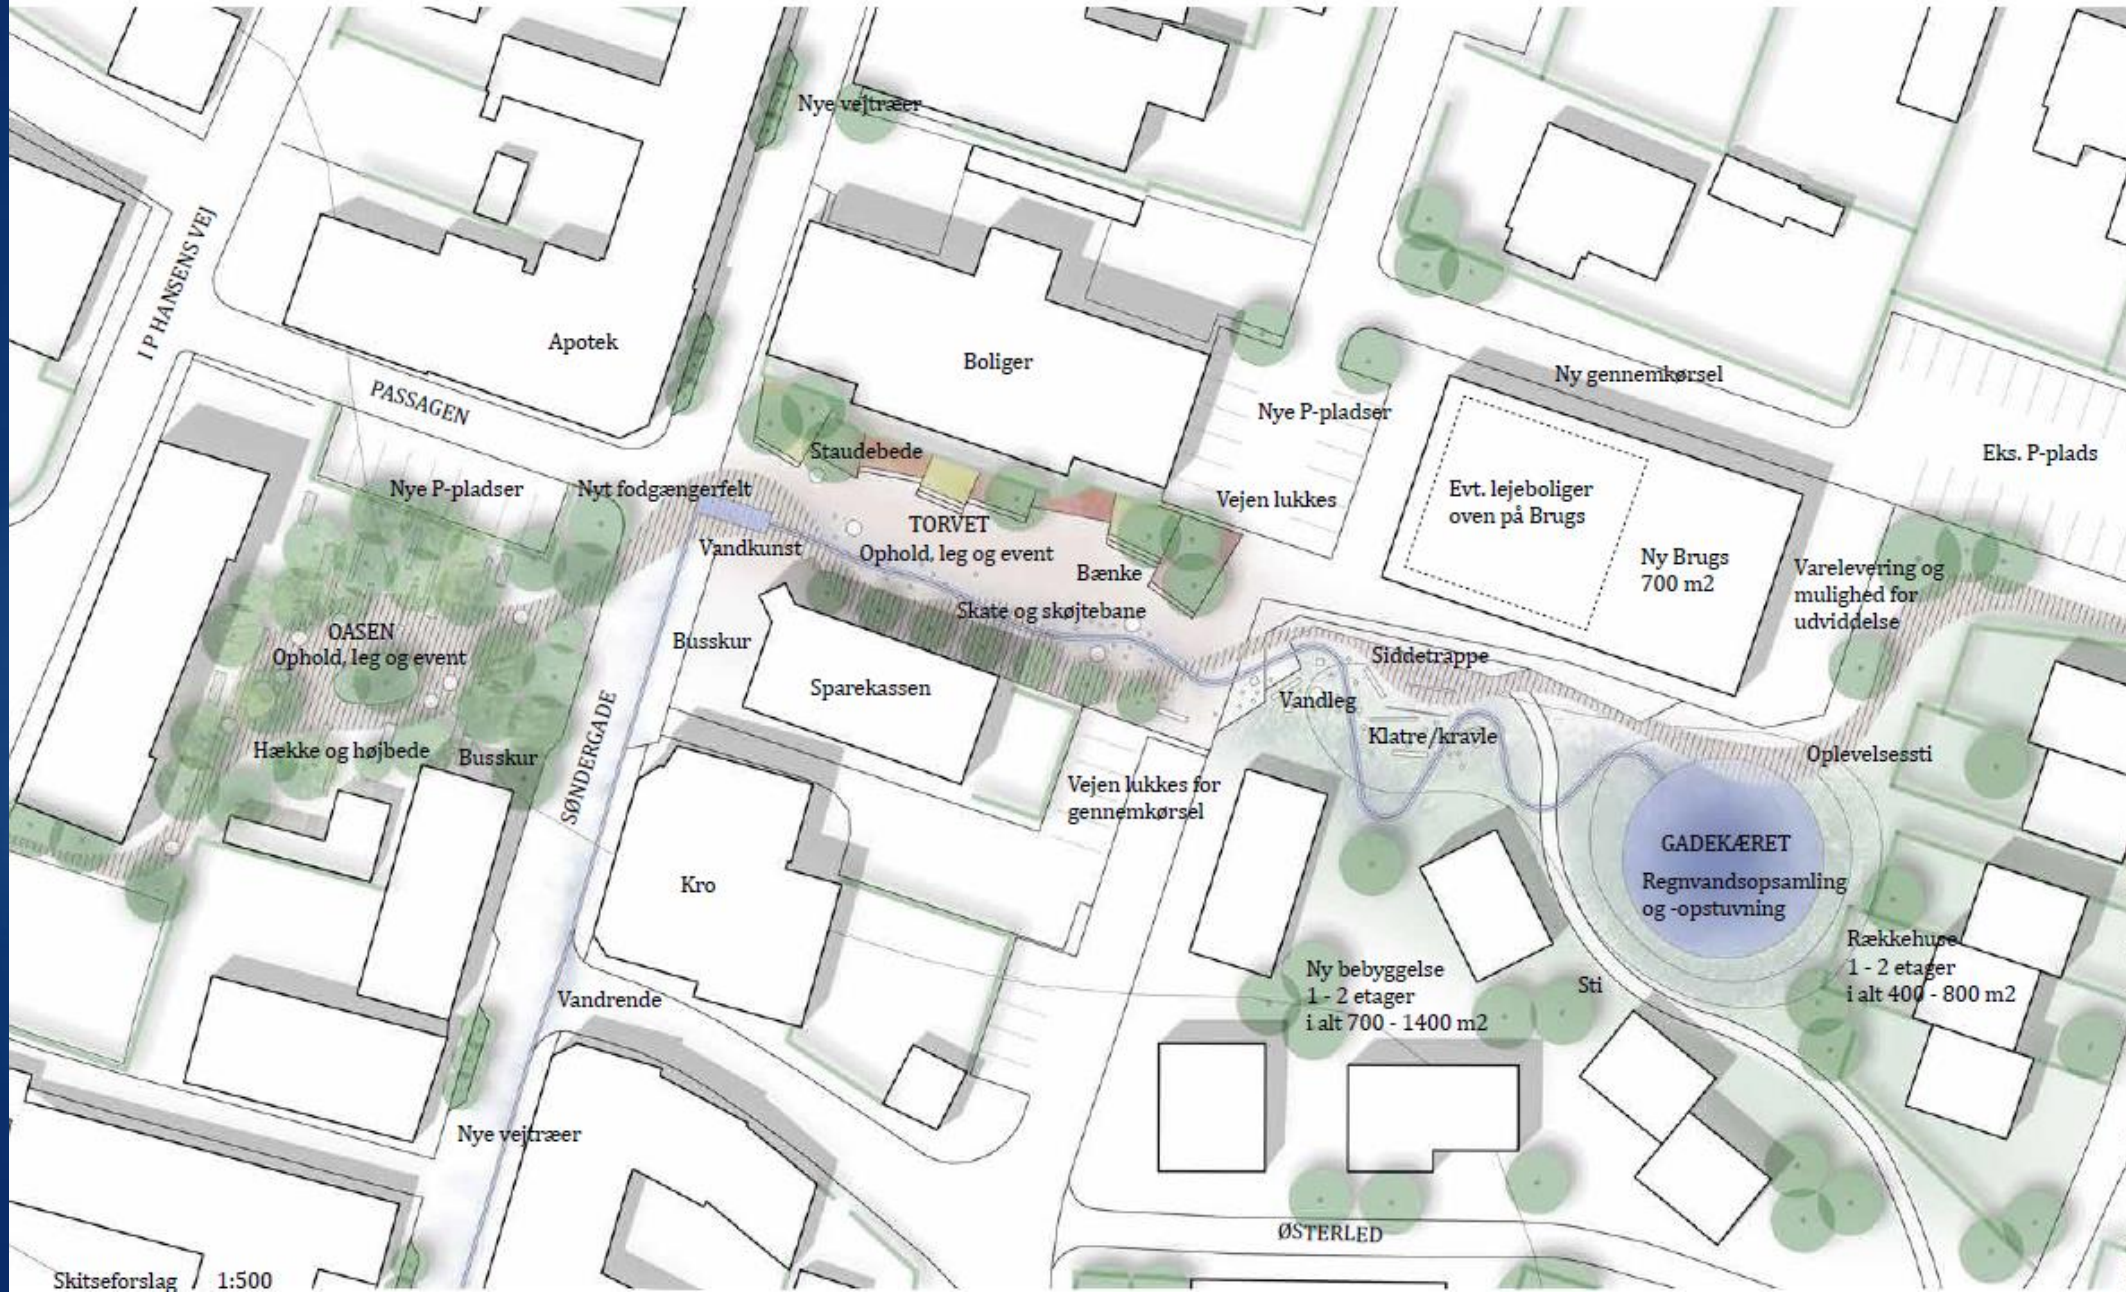 Nye vejtræer
I P HANSENS VEJ
Apotek
Boliger
Ny gennemkørsel
PASSAGEN
Nye P-pladser
Staudebede
Eks. P-plads
Nye P-pladser
Nyt fodgængerfelt
Vejen lukkes
Evt. lejeboliger
oven på Brugs
TORVET
Ophold, leg og event
Vandkunst
Bænke
Ny Brugs
700 m2
Varelevering og
mulighed for
udviddelse
Skate og skøjtebane
OASEN
Ophold, leg og event
Busskur
Siddetrappe
Sparekassen
Vandleg
Klatre/kravle
Hække og højbede
Busskur
SØNDERGADE
Oplevelsessti
Vejen lukkes for
gennemkørsel
GADEKÆRET
Regnvandsopsamling
og -opstuvning
Kro
Rækkehuse
1 - 2 etager
i alt 400 - 800 m2
Ny bebyggelse
1 - 2 etager
i alt 700 - 1400 m2
Sti
Vandrende
Nye vejtræer
ØSTERLED
Skitseforslag / 1:500